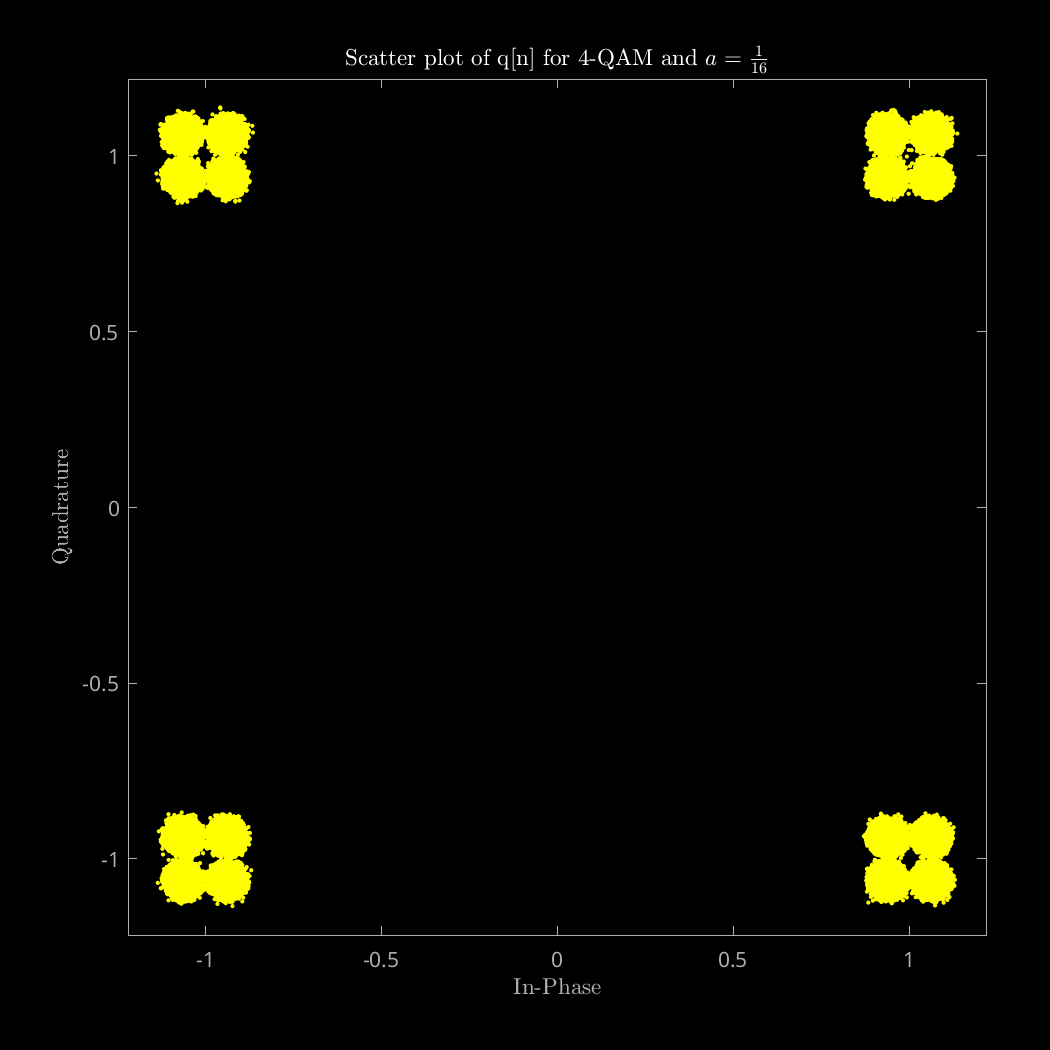 Scatter plot of q[n] for 4-QAM and a = 1/16
1
0.5
0
-0.5
-1
Quadrature
-1 -0.5 0 0.5 1
In-Phase